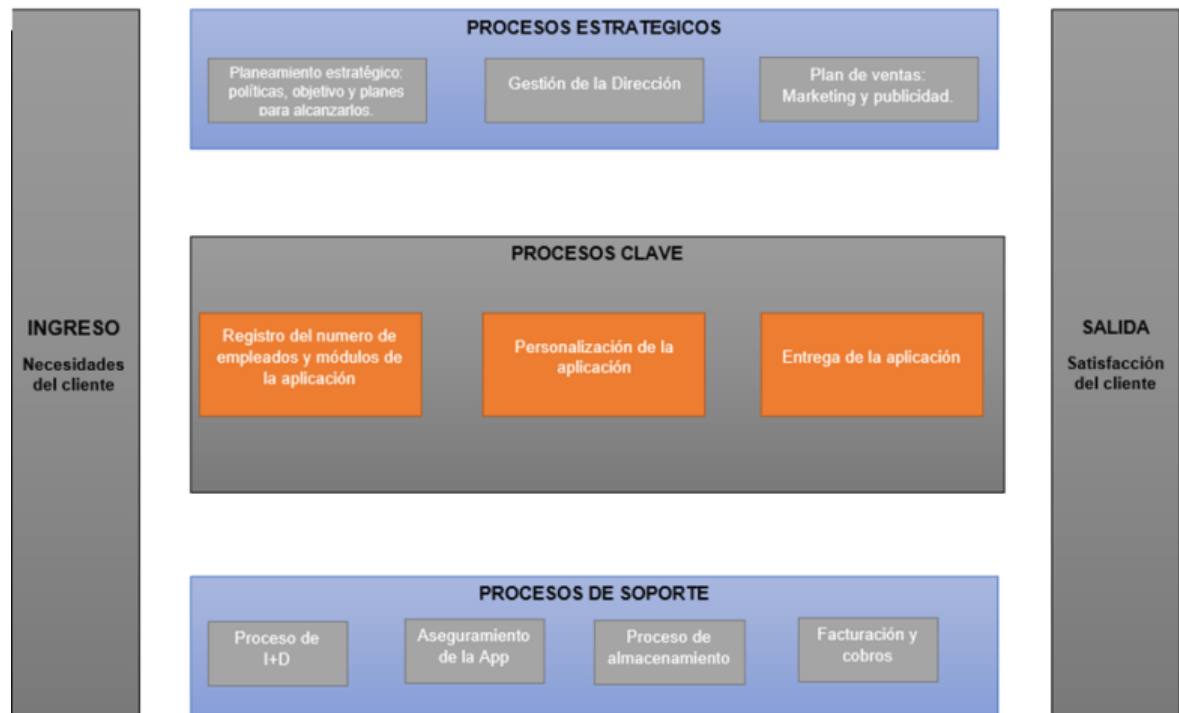 PROCESOS ESTRATEGICOS
Planeamiento estratégico:
políticas, objetivo y planes
para alcanzarlos.
Gestión de la Dirección
Plan de ventas:
Marketing y publicidad.
INGRESO
Necesidades
del cliente
PROCESOS CLAVE
Registro del numero de
empleados y módulos de
la aplicación
Personalización de la
aplicación
Entrega de la aplicación
SALIDA
Satisfacción
del cliente
PROCESOS DE SOPORTE
Proceso de
I+D
Aseguramiento
de la App
Proceso de
almacenamiento
Facturación y
cobros